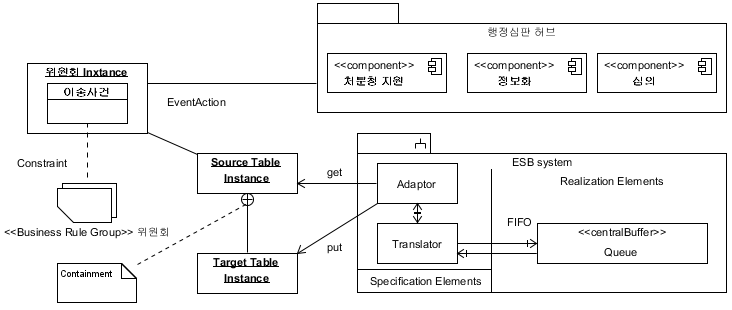 행정심판 허브
<<component>>
처분청 지원
<<component>>
정보화
<<component>>
심의
위원회 Inxtance
이송사건
EventAction
Constraint
<<Business Rule Group>> 위원회
Containment
Source Table
Instance
Target Table
Instance
get
put
ESB system
Adaptor
Translator
Specification Elements
Realization Elements
FIFO
<<centralBuffer>>
Queue